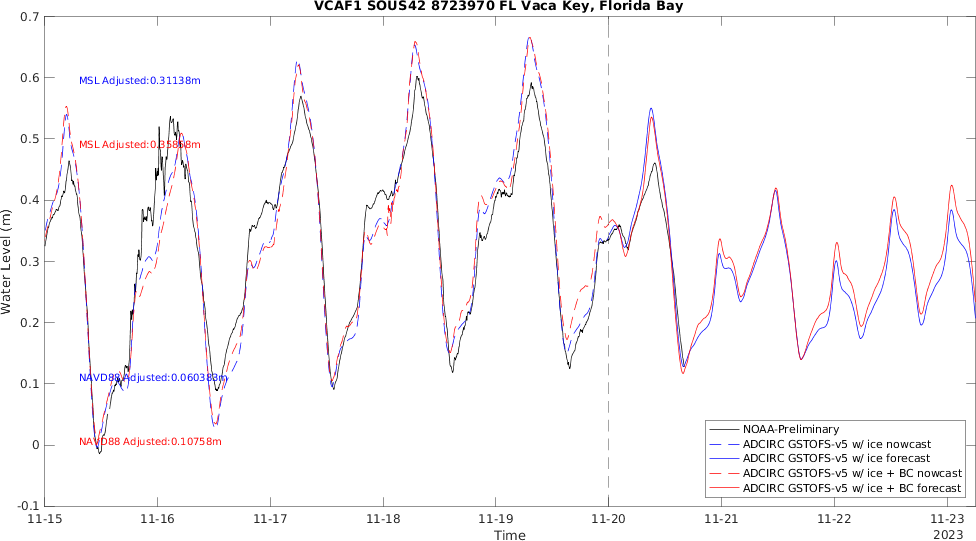 VCAF1 SOUS42 8723970 FL Vaca Key, Florida Bay
0.7
0.6
0.5
0.4
0.3
0.2
0.1
0
-0.1
Water Level (m)
MSL Adjusted:0.31138m
MSL Adjusted:0.35858m
NAVD88 Adjusted:0.060383m
NAVD88 Adjusted:0.10758m
NOAA-Preliminary
ADCIRC GSTOFS-v5 w/ ice nowcast
ADCIRC GSTOFS-v5 w/ ice forecast
ADCIRC GSTOFS-v5 w/ ice + BC nowcast
ADCIRC GSTOFS-v5 w/ ice + BC forecast
11-15 11-16 11-17 11-18 11-19 11-20 11-21 11-22 11-23
Time
2023